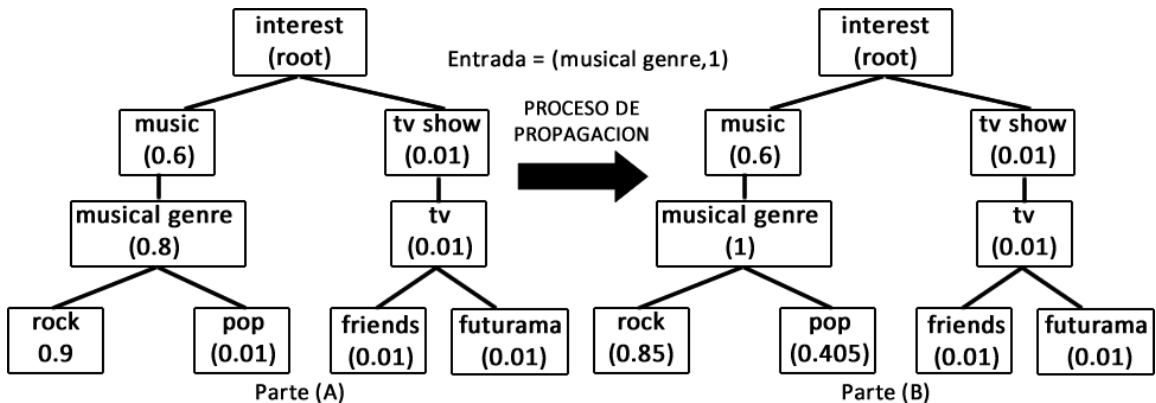 interest
(root)
Entrada = (musical genre,1)
interest
(root)
music
(0.6)
tv show
(0.01)
PROCESO DE
PROPAGACION
music
(0.6)
tv show
(0.01)
musical genre
(0.8)
tv
(0.01)
musical genre
(1)
tv
(0.01)
rock
0.9
pop
(0.01)
friends
(0.01)
futurama
(0.01)
rock
(0.85)
pop
(0.405)
friends
(0.01)
futurama
(0.01)
Parte (A)
Parte (B)